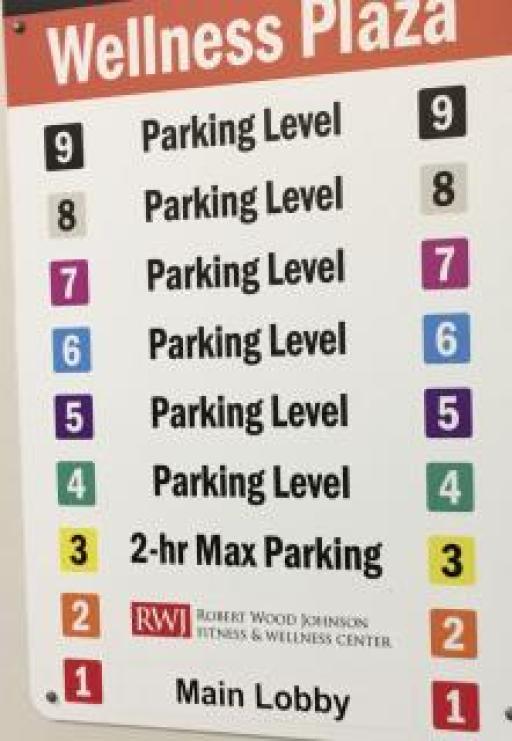 Wellness Plaza
9 Parking Level 9
8 Parking Level 8
7 Parking Level 7
6 Parking Level 6
5 Parking Level 5
4 Parking Level 4
3 2-hr Max Parking 3
2 RWJ ROBERT WOOD JOHNSON 2
FITNESS & WELLNESS CENTER
1 Main Lobby 1